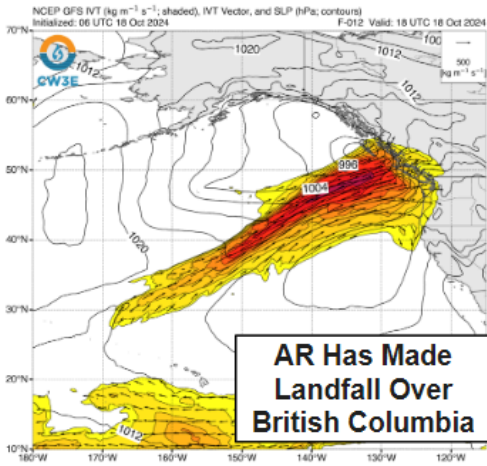 NCEP GFS IVT (kg m⁻¹ s⁻¹; shaded), IVT Vector, and SLP (hPa; contours)
Initialized: 06 UTC 18 Oct 2024 F-012 Valid: 18 UTC 18 Oct 2024
70°N
60°N
50°N
40°N
30°N
20°N
10°N
180°W
170°W
160°W
150°W
140°W
130°W
120°W
CW3E
1012
1020
1012
500
[kg m⁻¹ s⁻¹]
996
1004
1020
1012
AR Has Made
Landfall Over
British Columbia